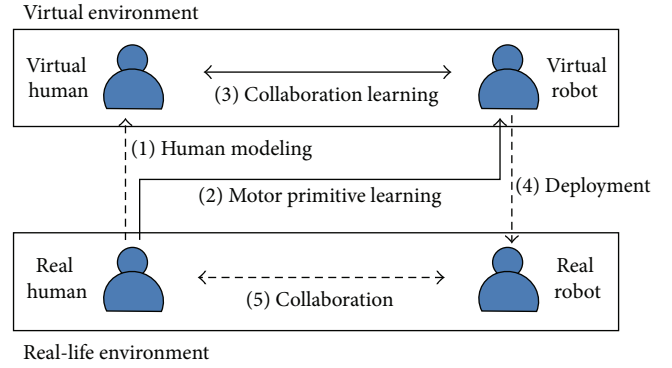 Virtual environment
Virtual
human
Virtual
robot
(3) Collaboration learning
(1) Human modeling
(2) Motor primitive learning
(4) Deployment
Real
human
Real
robot
(5) Collaboration
Real-life environment